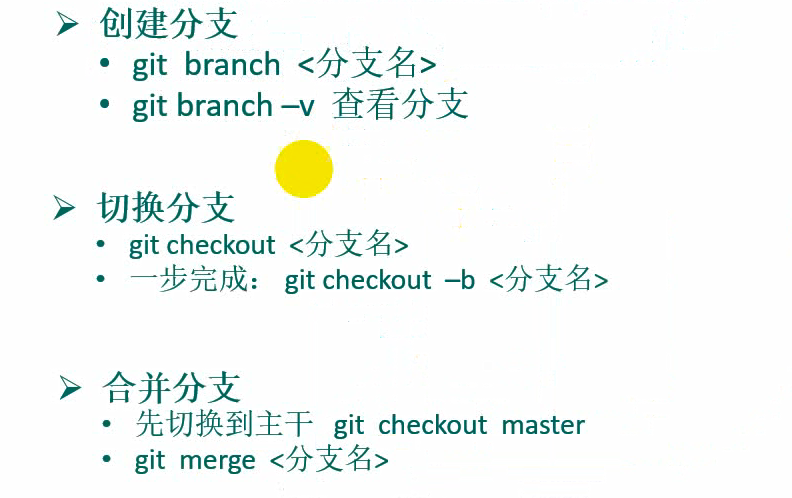 创建分支
git branch <分支名>
git branch –v 查看分支
切换分支
git checkout <分支名>
一步完成： git checkout –b <分支名>
合并分支
先切换到主干 git checkout master
git merge <分支名>